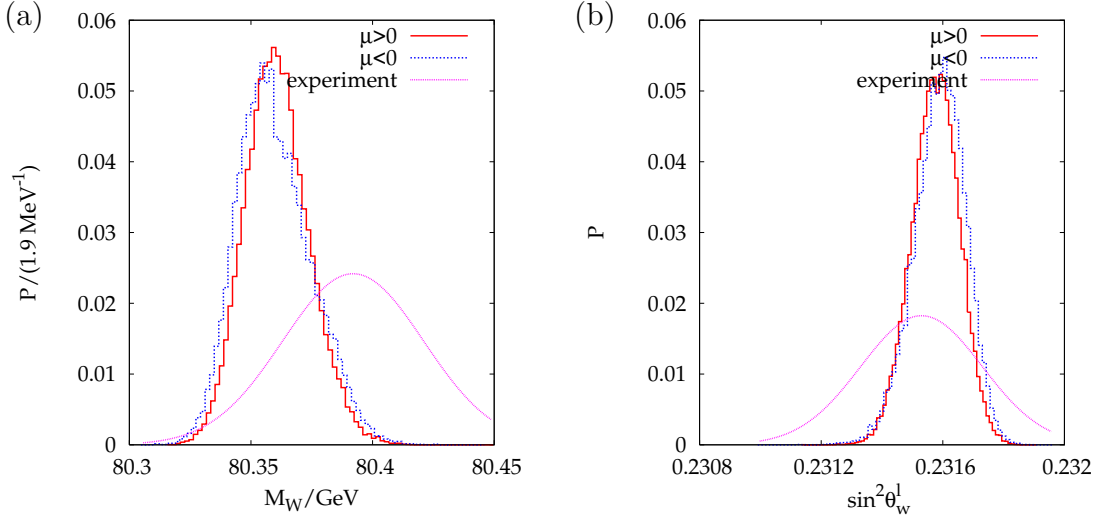 (a)
0.06
0.05
0.04
0.03
0.02
0.01
0
P/(1.9 MeV⁻¹)
μ>0
μ<0
experiment
80.3
80.35
80.4
80.45
M_W/GeV
(b)
0.06
0.05
0.04
0.03
0.02
0.01
0
P
μ>0
μ<0
experiment
0.2308
0.2312
0.2316
0.232
sin²θ_w^l